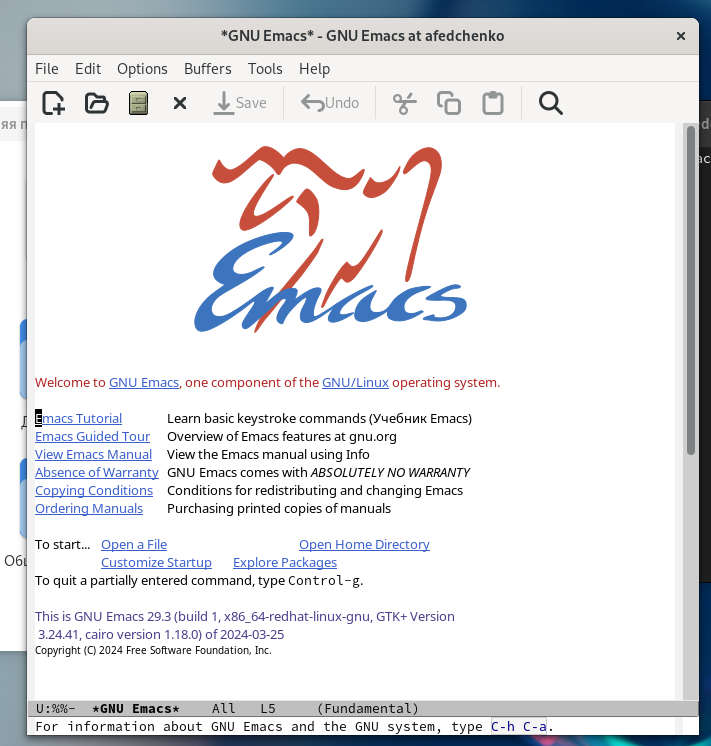 *GNU Emacs* - GNU Emacs at afedchenko
File Edit Options Buffers Tools Help
Save Undo
Emacs
Welcome to GNU Emacs, one component of the GNU/Linux operating system.
Emacs Tutorial Learn basic keystroke commands (Учебник Emacs)
Emacs Guided Tour Overview of Emacs features at gnu.org
View Emacs Manual View the Emacs manual using Info
Absence of Warranty GNU Emacs comes with ABSOLUTELY NO WARRANTY
Copying Conditions Conditions for redistributing and changing Emacs
Ordering Manuals Purchasing printed copies of manuals
To start... Open a File Open Home Directory
Customize Startup Explore Packages
To quit a partially entered command, type Control-g.
This is GNU Emacs 29.3 (build 1, x86_64-redhat-linux-gnu, GTK+ Version
3.24.41, cairo version 1.18.0) of 2024-03-25
Copyright (C) 2024 Free Software Foundation, Inc.
U:%%- *GNU Emacs* All L5 (Fundamental)
For information about GNU Emacs and the GNU system, type C-h C-a.